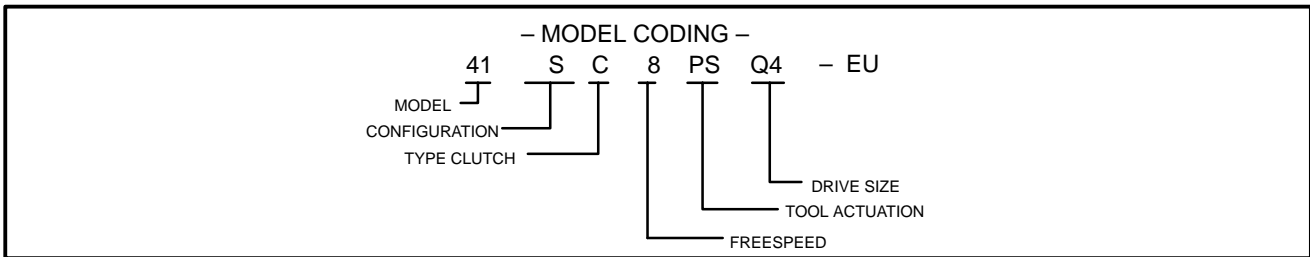 – MODEL CODING –
41 S C 8 PS Q4 – EU
MODEL
CONFIGURATION
TYPE CLUTCH
DRIVE SIZE
TOOL ACTUATION
FREESPEED